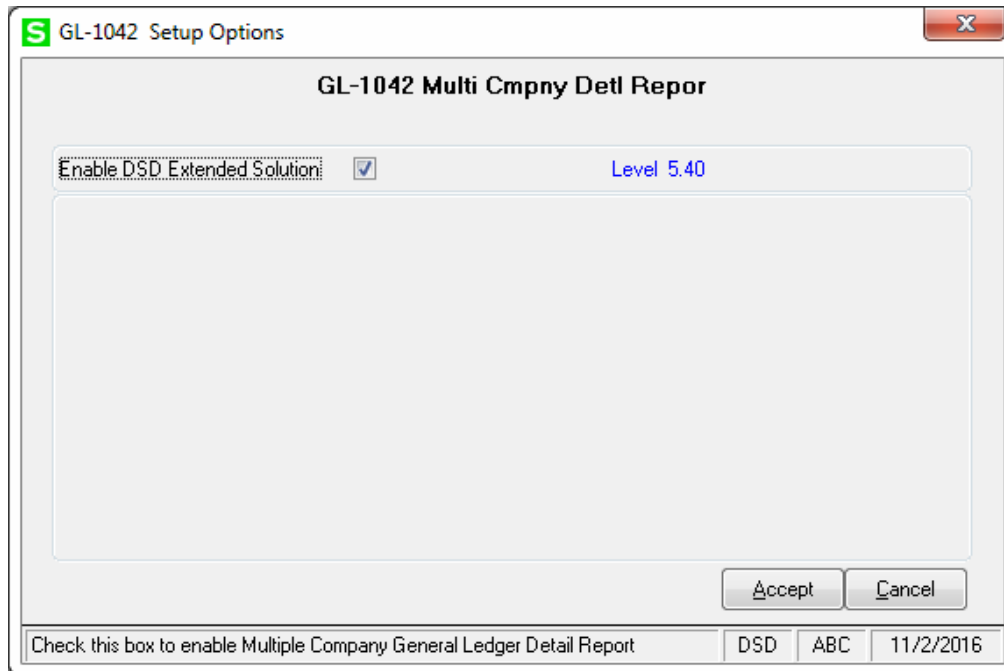 S GL-1042 Setup Options
GL-1042 Multi Cmpny Detl Repor
Enable DSD Extended Solution Level 5.40
Accept Cancel
Check this box to enable Multiple Company General Ledger Detail Report DSD ABC 11/2/2016